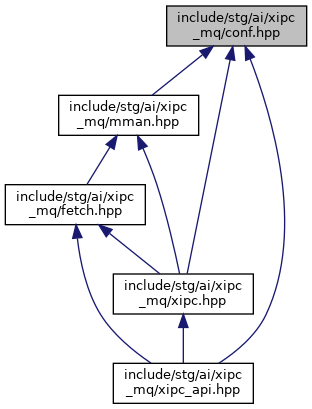 include/stg/ai/xipc
_mq/conf.hpp
include/stg/ai/xipc
_mq/mman.hpp
include/stg/ai/xipc
_mq/fetch.hpp
include/stg/ai/xipc
_mq/xipc.hpp
include/stg/ai/xipc
_mq/xipc_api.hpp